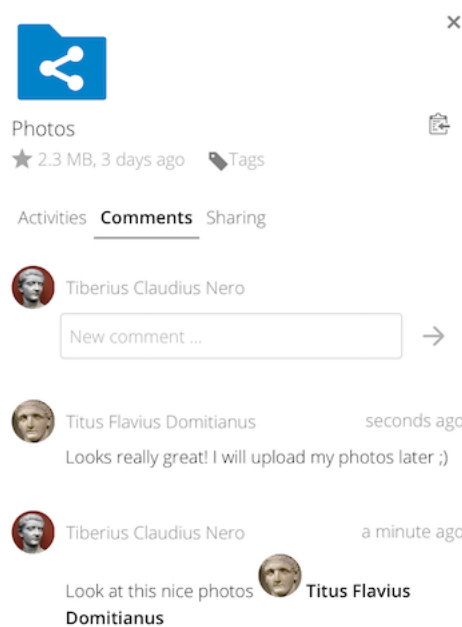 Photos
2.3 MB, 3 days ago Tags
Activities Comments Sharing
Tiberius Claudius Nero
New comment ...
Titus Flavius Domitianus seconds ago
Looks really great! I will upload my photos later ;)
Tiberius Claudius Nero a minute ago
Look at this nice photos Titus Flavius
Domitianus